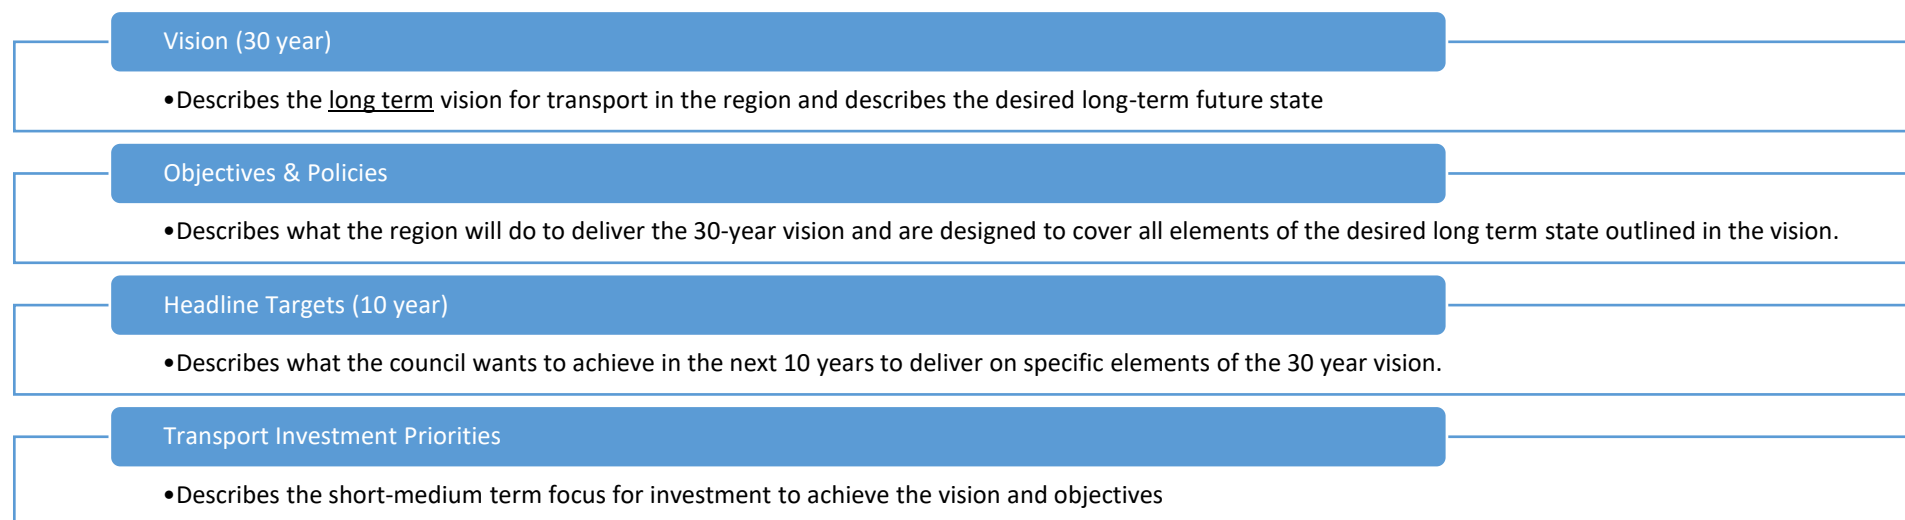 Vision (30 year)
•Describes the long term vision for transport in the region and describes the desired long-term future state
Objectives & Policies
•Describes what the region will do to deliver the 30-year vision and are designed to cover all elements of the desired long term state outlined in the vision.
Headline Targets (10 year)
•Describes what the council wants to achieve in the next 10 years to deliver on specific elements of the 30 year vision.
Transport Investment Priorities
•Describes the short-medium term focus for investment to achieve the vision and objectives